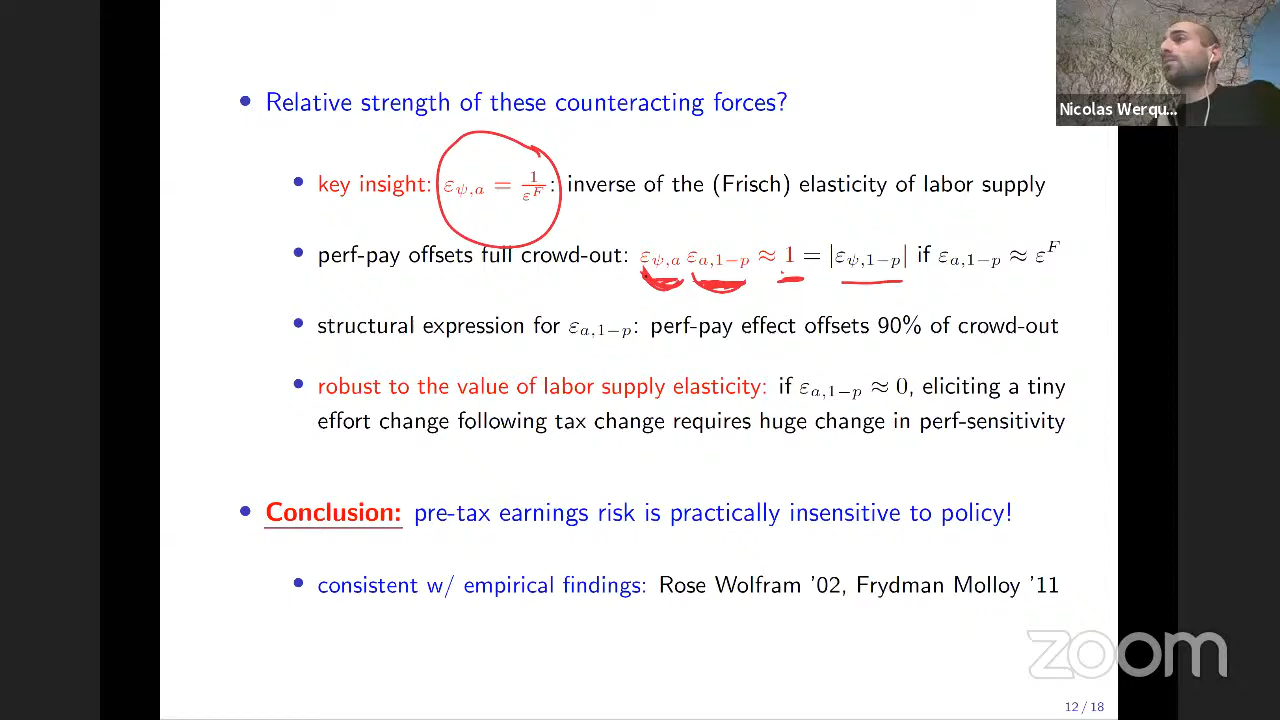 Nicolas Werqu...
• Relative strength of these counteracting forces?
• key insight: ε_{ψ,a} = 1/ε^F : inverse of the (Frisch) elasticity of labor supply
• perf-pay offsets full crowd-out: ε_{ψ,a} ε_{a,1−p} ≈ 1 = |ε_{ψ,1−p}| if ε_{a,1−p} ≈ ε^F
• structural expression for ε_{a,1−p}: perf-pay effect offsets 90% of crowd-out
• robust to the value of labor supply elasticity: if ε_{a,1−p} ≈ 0, eliciting a tiny
effort change following tax change requires huge change in perf-sensitivity
• Conclusion: pre-tax earnings risk is practically insensitive to policy!
• consistent w/ empirical findings: Rose Wolfram '02, Frydman Molloy '11
zoom
12 / 18